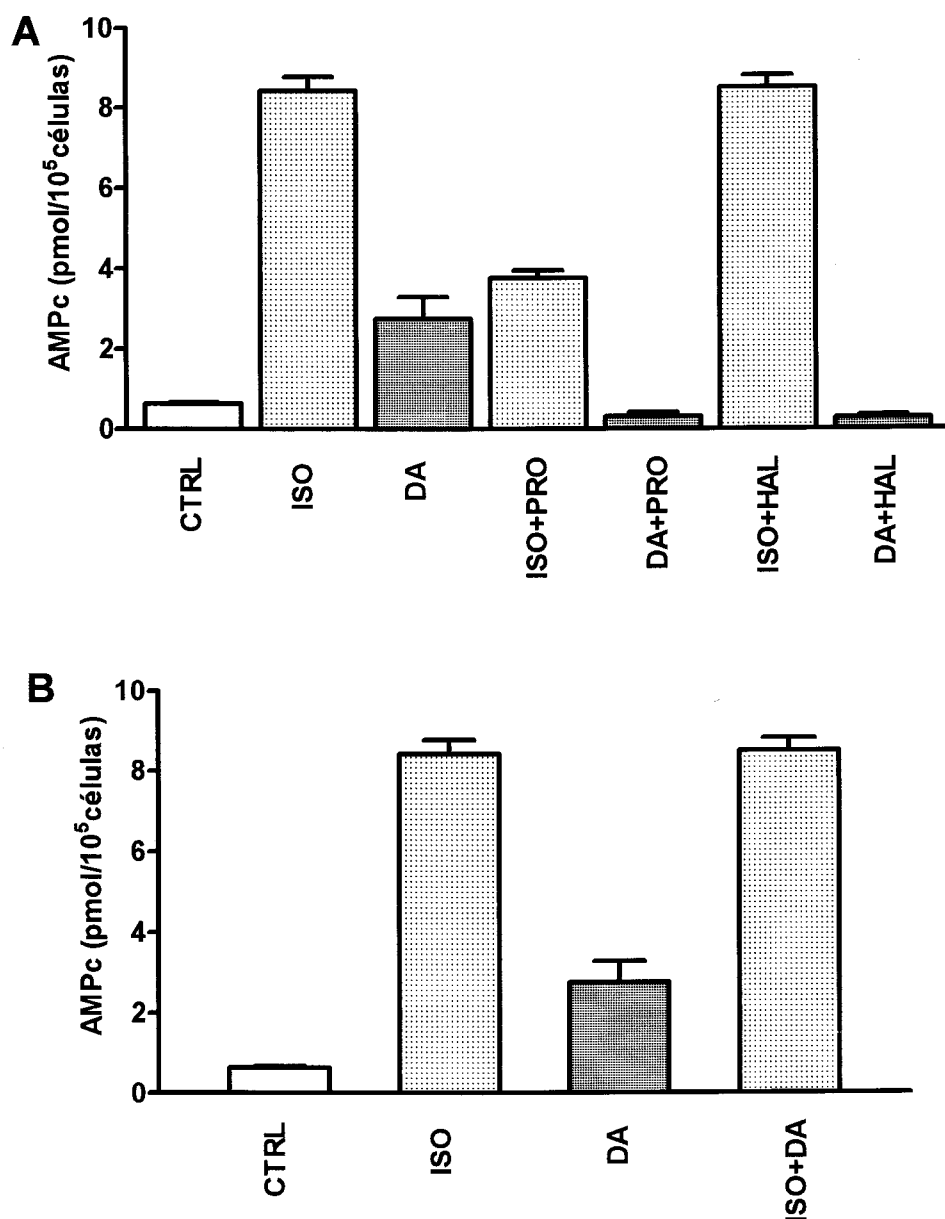 A
AMPc (pmol/10⁵células)
10
8
6
4
2
0
CTRL
ISO
DA
ISO+PRO
DA+PRO
ISO+HAL
DA+HAL
B
AMPc (pmol/10⁵células)
10
8
6
4
2
0
CTRL
ISO
DA
ISO+DA